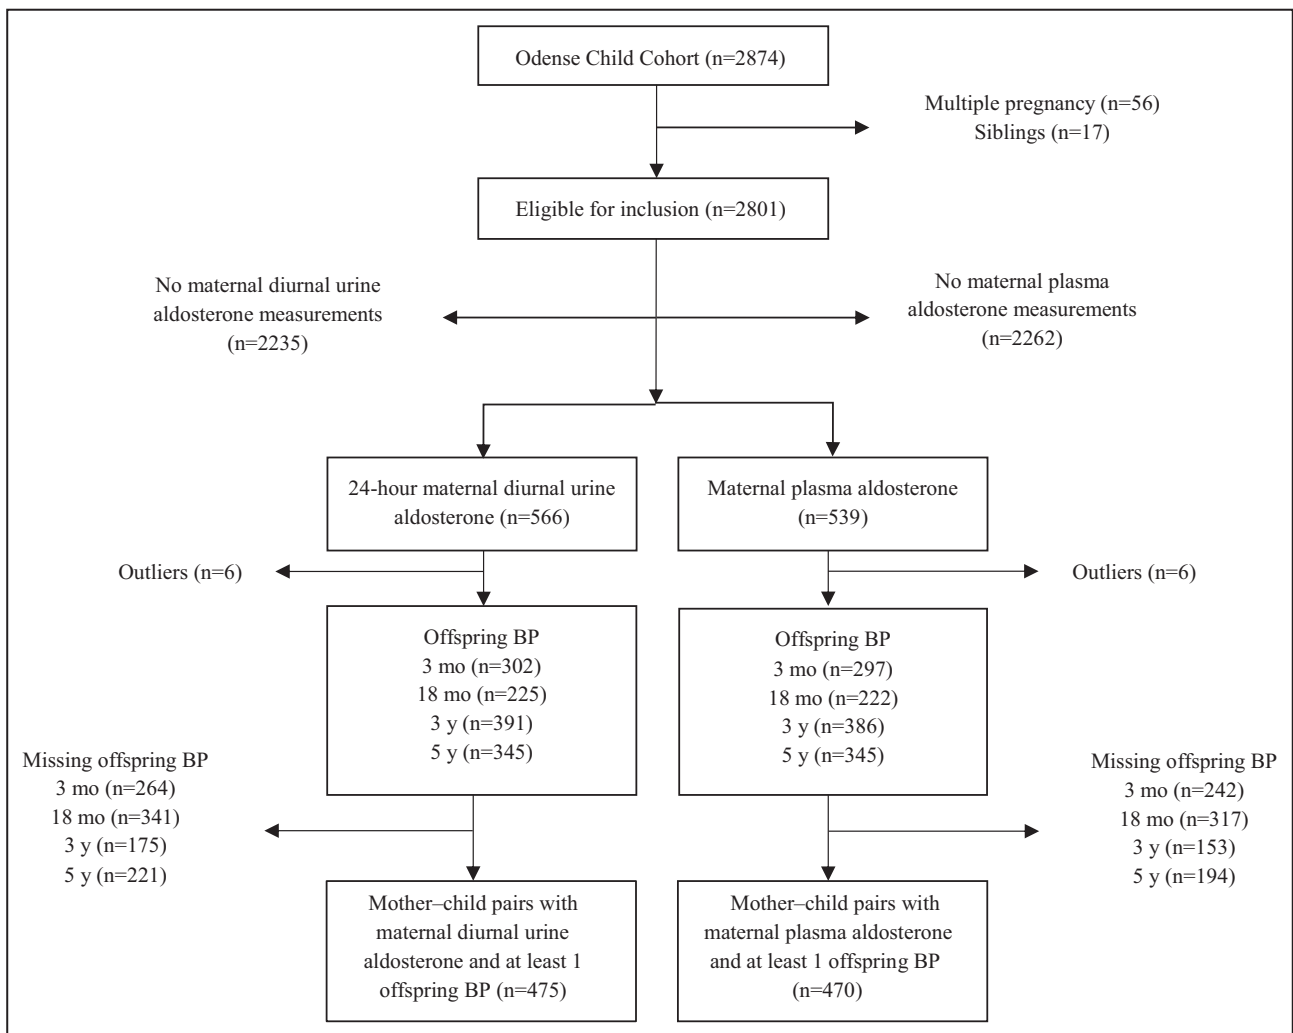 Odense Child Cohort (n=2874)
Multiple pregnancy (n=56)
Siblings (n=17)
Eligible for inclusion (n=2801)
No maternal diurnal urine
aldosterone measurements
(n=2235)
No maternal plasma
aldosterone measurements
(n=2262)
24-hour maternal diurnal urine
aldosterone (n=566)
Maternal plasma aldosterone
(n=539)
Outliers (n=6)
Outliers (n=6)
Offspring BP
3 mo (n=302)
18 mo (n=225)
3 y (n=391)
5 y (n=345)
Offspring BP
3 mo (n=297)
18 mo (n=222)
3 y (n=386)
5 y (n=345)
Missing offspring BP
3 mo (n=264)
18 mo (n=341)
3 y (n=175)
5 y (n=221)
Missing offspring BP
3 mo (n=242)
18 mo (n=317)
3 y (n=153)
5 y (n=194)
Mother–child pairs with
maternal diurnal urine
aldosterone and at least 1
offspring BP (n=475)
Mother–child pairs with
maternal plasma aldosterone
and at least 1 offspring BP
(n=470)